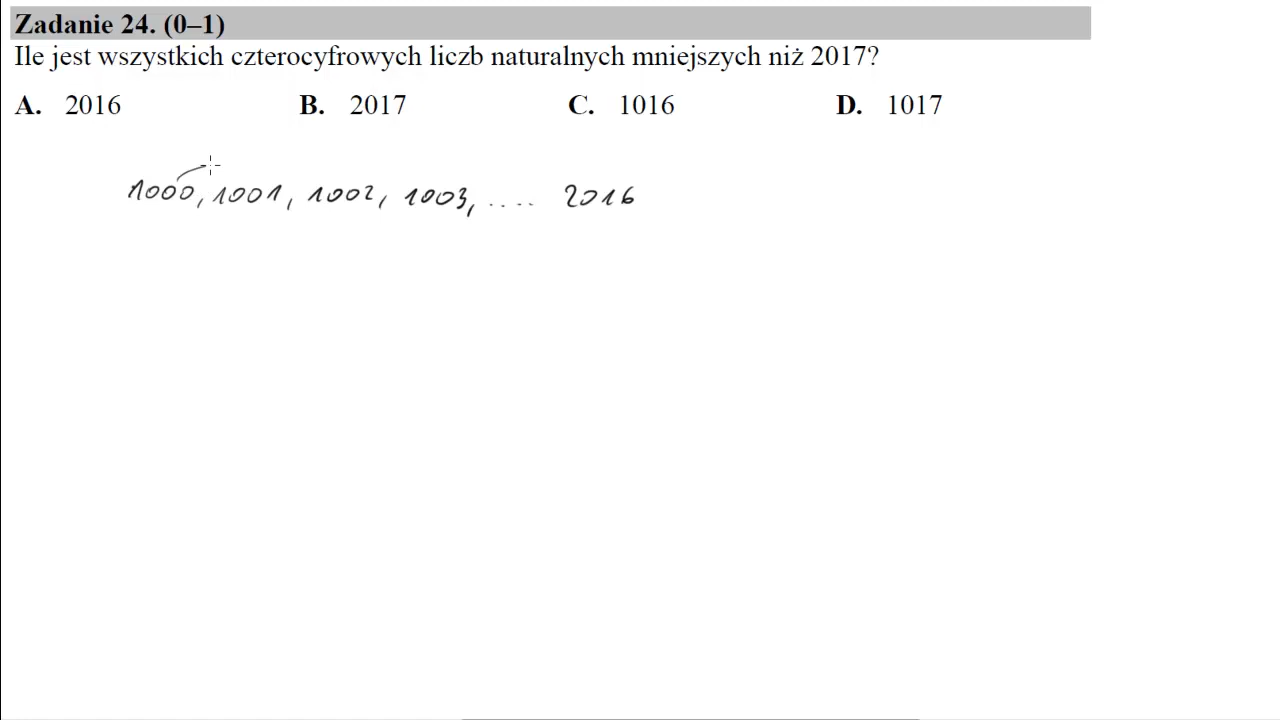 Zadanie 24. (0–1)
Ile jest wszystkich czterocyfrowych liczb naturalnych mniejszych niż 2017?
A. 2016 B. 2017 C. 1016 D. 1017
1000, 1001, 1002, 1003, .... 2016